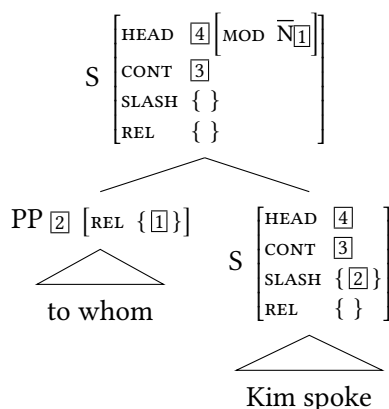 S [HEAD 4[MOD N̅1]
CONT 3
SLASH { }
REL { }]
PP 2 [REL {1}]
S [HEAD 4
CONT 3
SLASH {2}
REL { }]
to whom
Kim spoke